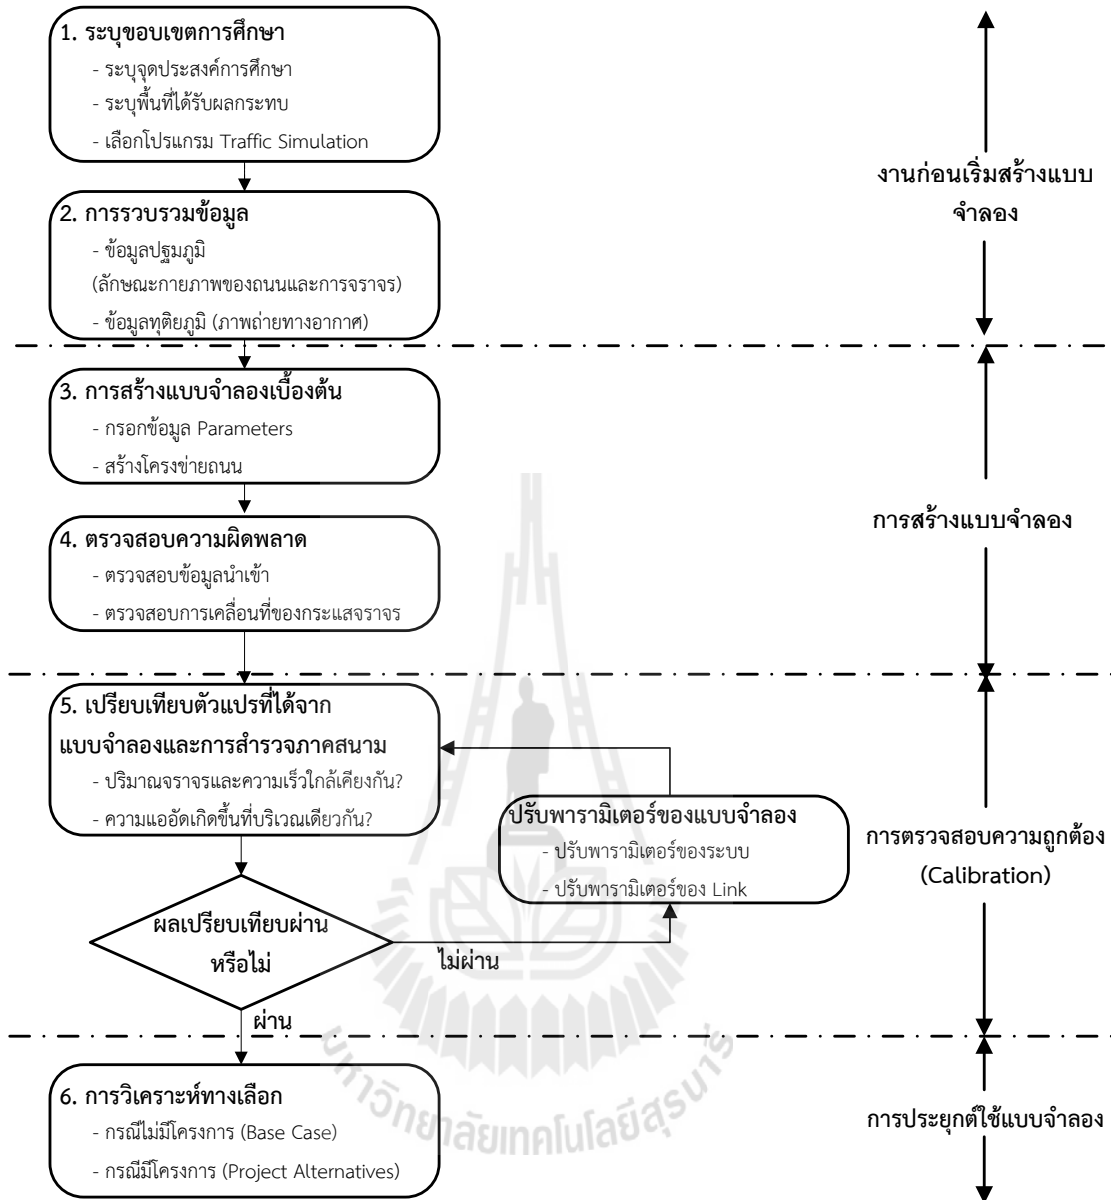 1. ระบุขอบเขตการศึกษา
- ระบุจุดประสงค์การศึกษา
- ระบุพื้นที่ได้รับผลกระทบ
- เลือกโปรแกรม Traffic Simulation
งานก่อนเริ่มสร้างแบบ
จำลอง
2. การรวบรวมข้อมูล
- ข้อมูลปฐมภูมิ
(ลักษณะกายภาพของถนนและการจราจร)
- ข้อมูลทุติยภูมิ (ภาพถ่ายทางอากาศ)
3. การสร้างแบบจำลองเบื้องต้น
- กรอกข้อมูล Parameters
- สร้างโครงข่ายถนน
การสร้างแบบจำลอง
4. ตรวจสอบความผิดพลาด
- ตรวจสอบข้อมูลนำเข้า
- ตรวจสอบการเคลื่อนที่ของกระแสจราจร
5. เปรียบเทียบตัวแปรที่ได้จาก
แบบจำลองและการสำรวจภาคสนาม
- ปริมาณจราจรและความเร็วใกล้เคียงกัน?
- ความแออัดเกิดขึ้นที่บริเวณเดียวกัน?
ปรับพารามิเตอร์ของแบบจำลอง
- ปรับพารามิเตอร์ของระบบ
- ปรับพารามิเตอร์ของ Link
การตรวจสอบความถูกต้อง
(Calibration)
ผลเปรียบเทียบผ่าน
หรือไม่
ไม่ผ่าน
ผ่าน
6. การวิเคราะห์ทางเลือก
- กรณีไม่มีโครงการ (Base Case)
- กรณีมีโครงการ (Project Alternatives)
การประยุกต์ใช้แบบจำลอง
มหาวิทยาลัยเทคโนโลยีสุรนารี